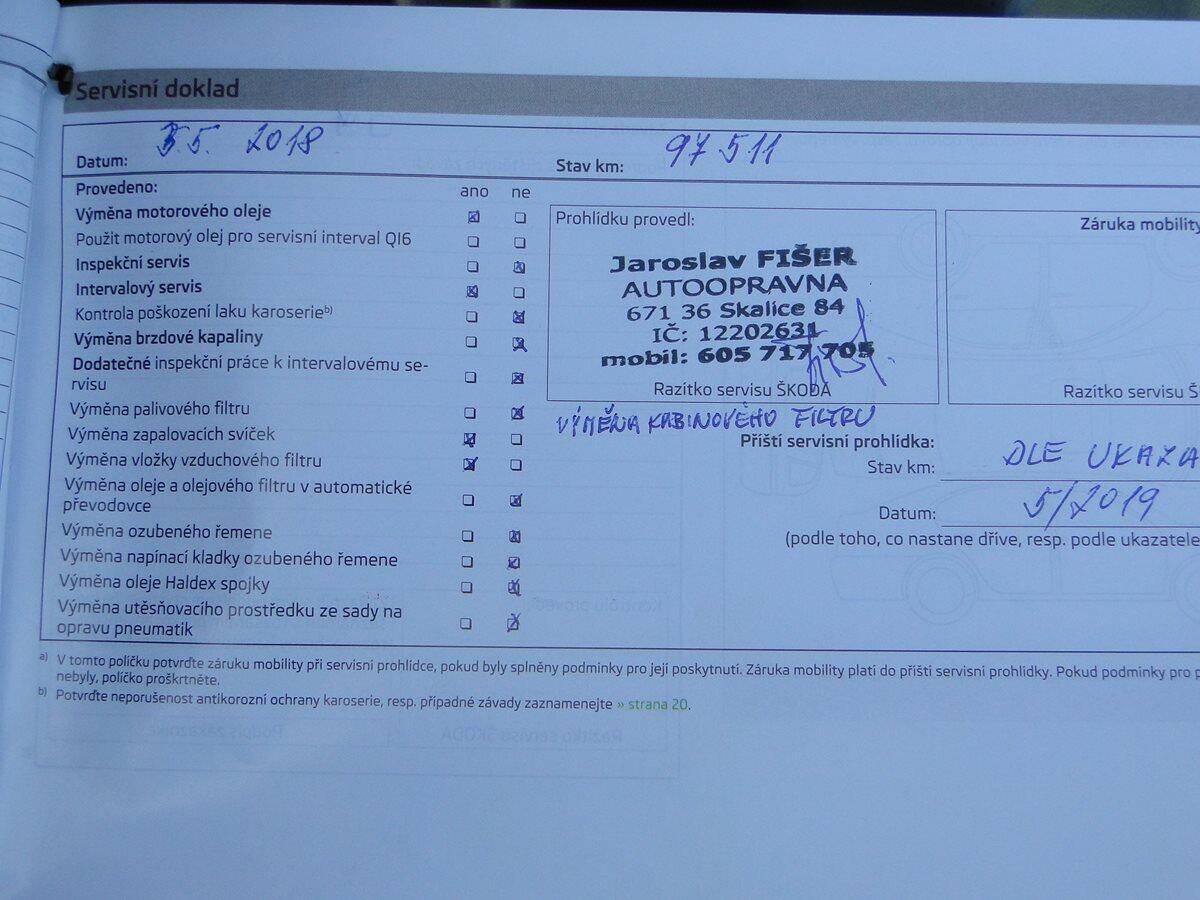 Servisní doklad
Datum: 3.5. 2018 Stav km: 97 511
Provedeno: ano ne
Výměna motorového oleje
Použit motorový olej pro servisní interval QI6
Inspekční servis
Intervalový servis
Kontrola poškození laku karoserieb)
Výměna brzdové kapaliny
Dodatečné inspekční práce k intervalovému se-
rvisu
Výměna palivového filtru
Výměna zapalovacích svíček
Výměna vložky vzduchového filtru
Výměna oleje a olejového filtru v automatické
převodovce
Výměna ozubeného řemene
Výměna napínací kladky ozubeného řemene
Výměna oleje Haldex spojky
Výměna utěsňovacího prostředku ze sady na
opravu pneumatik
Prohlídku provedl:
Jaroslav FIŠER
AUTOOPRAVNA
671 36 Skalice 84
IČ: 12202631
mobil: 605 717 705
Razítko servisu ŠKODA
Záruka mobility
Razítko servisu Š
VÝMĚNA KABINOVÉHO FILTRU
Příští servisní prohlídka:
Stav km: DLE UKAZA
Datum: 5/2019
(podle toho, co nastane dříve, resp. podle ukazatele
a) V tomto políčku potvrďte záruku mobility při servisní prohlídce, pokud byly splněny podmínky pro její poskytnutí. Záruka mobility platí do příští servisní prohlídky. Pokud podmínky pro p
nebyly, políčko proškrtněte.
b) Potvrďte neporušenost antikorozní ochrany karoserie, resp. případné závady zaznamenejte » strana 20.